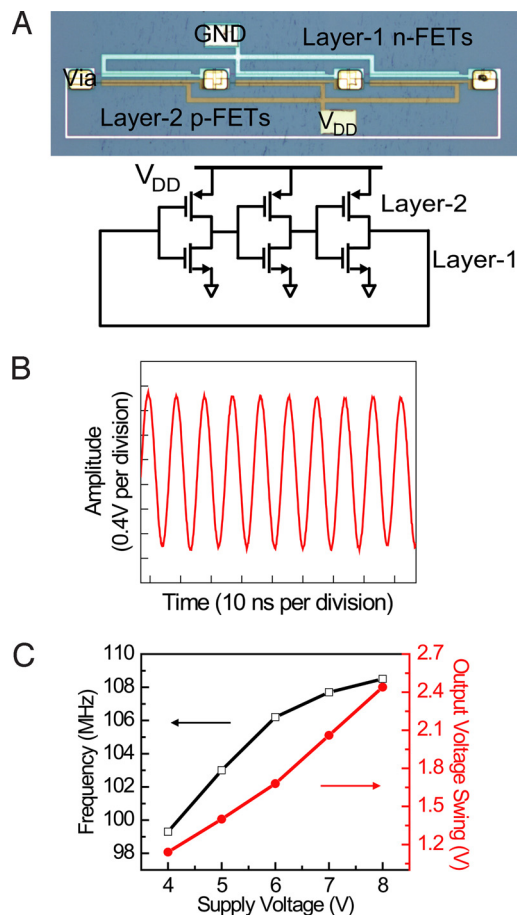 A
GND
Layer-1 n-FETs
Via
Layer-2 p-FETs
VDD
VDD
Layer-2
Layer-1
B
Amplitude
(0.4V per division)
Time (10 ns per division)
C
Frequency (MHz)
110
108
106
104
102
100
98
2.7
2.4
2.1
1.8
1.5
1.2
Output Voltage Swing (V)
4 5 6 7 8
Supply Voltage (V)